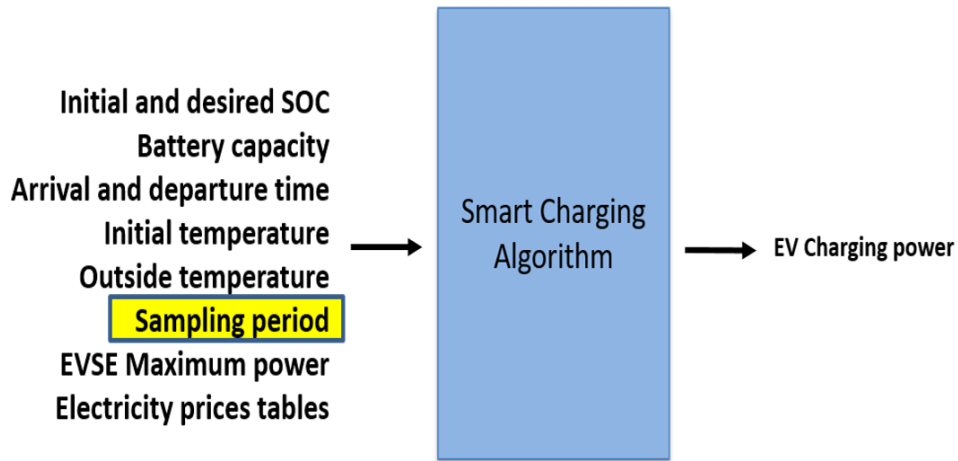 Initial and desired SOC
Battery capacity
Arrival and departure time
Initial temperature
Outside temperature
Sampling period
EVSE Maximum power
Electricity prices tables
Smart Charging
Algorithm
EV Charging power